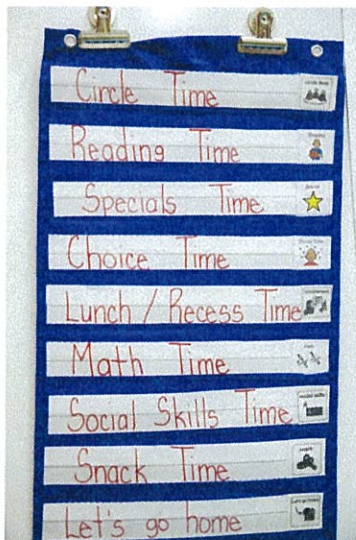 Circle Time
Reading Time
Specials Time
Choice Time
Lunch / Recess Time
Math Time
Social Skills Time
Snack Time
Let's go home